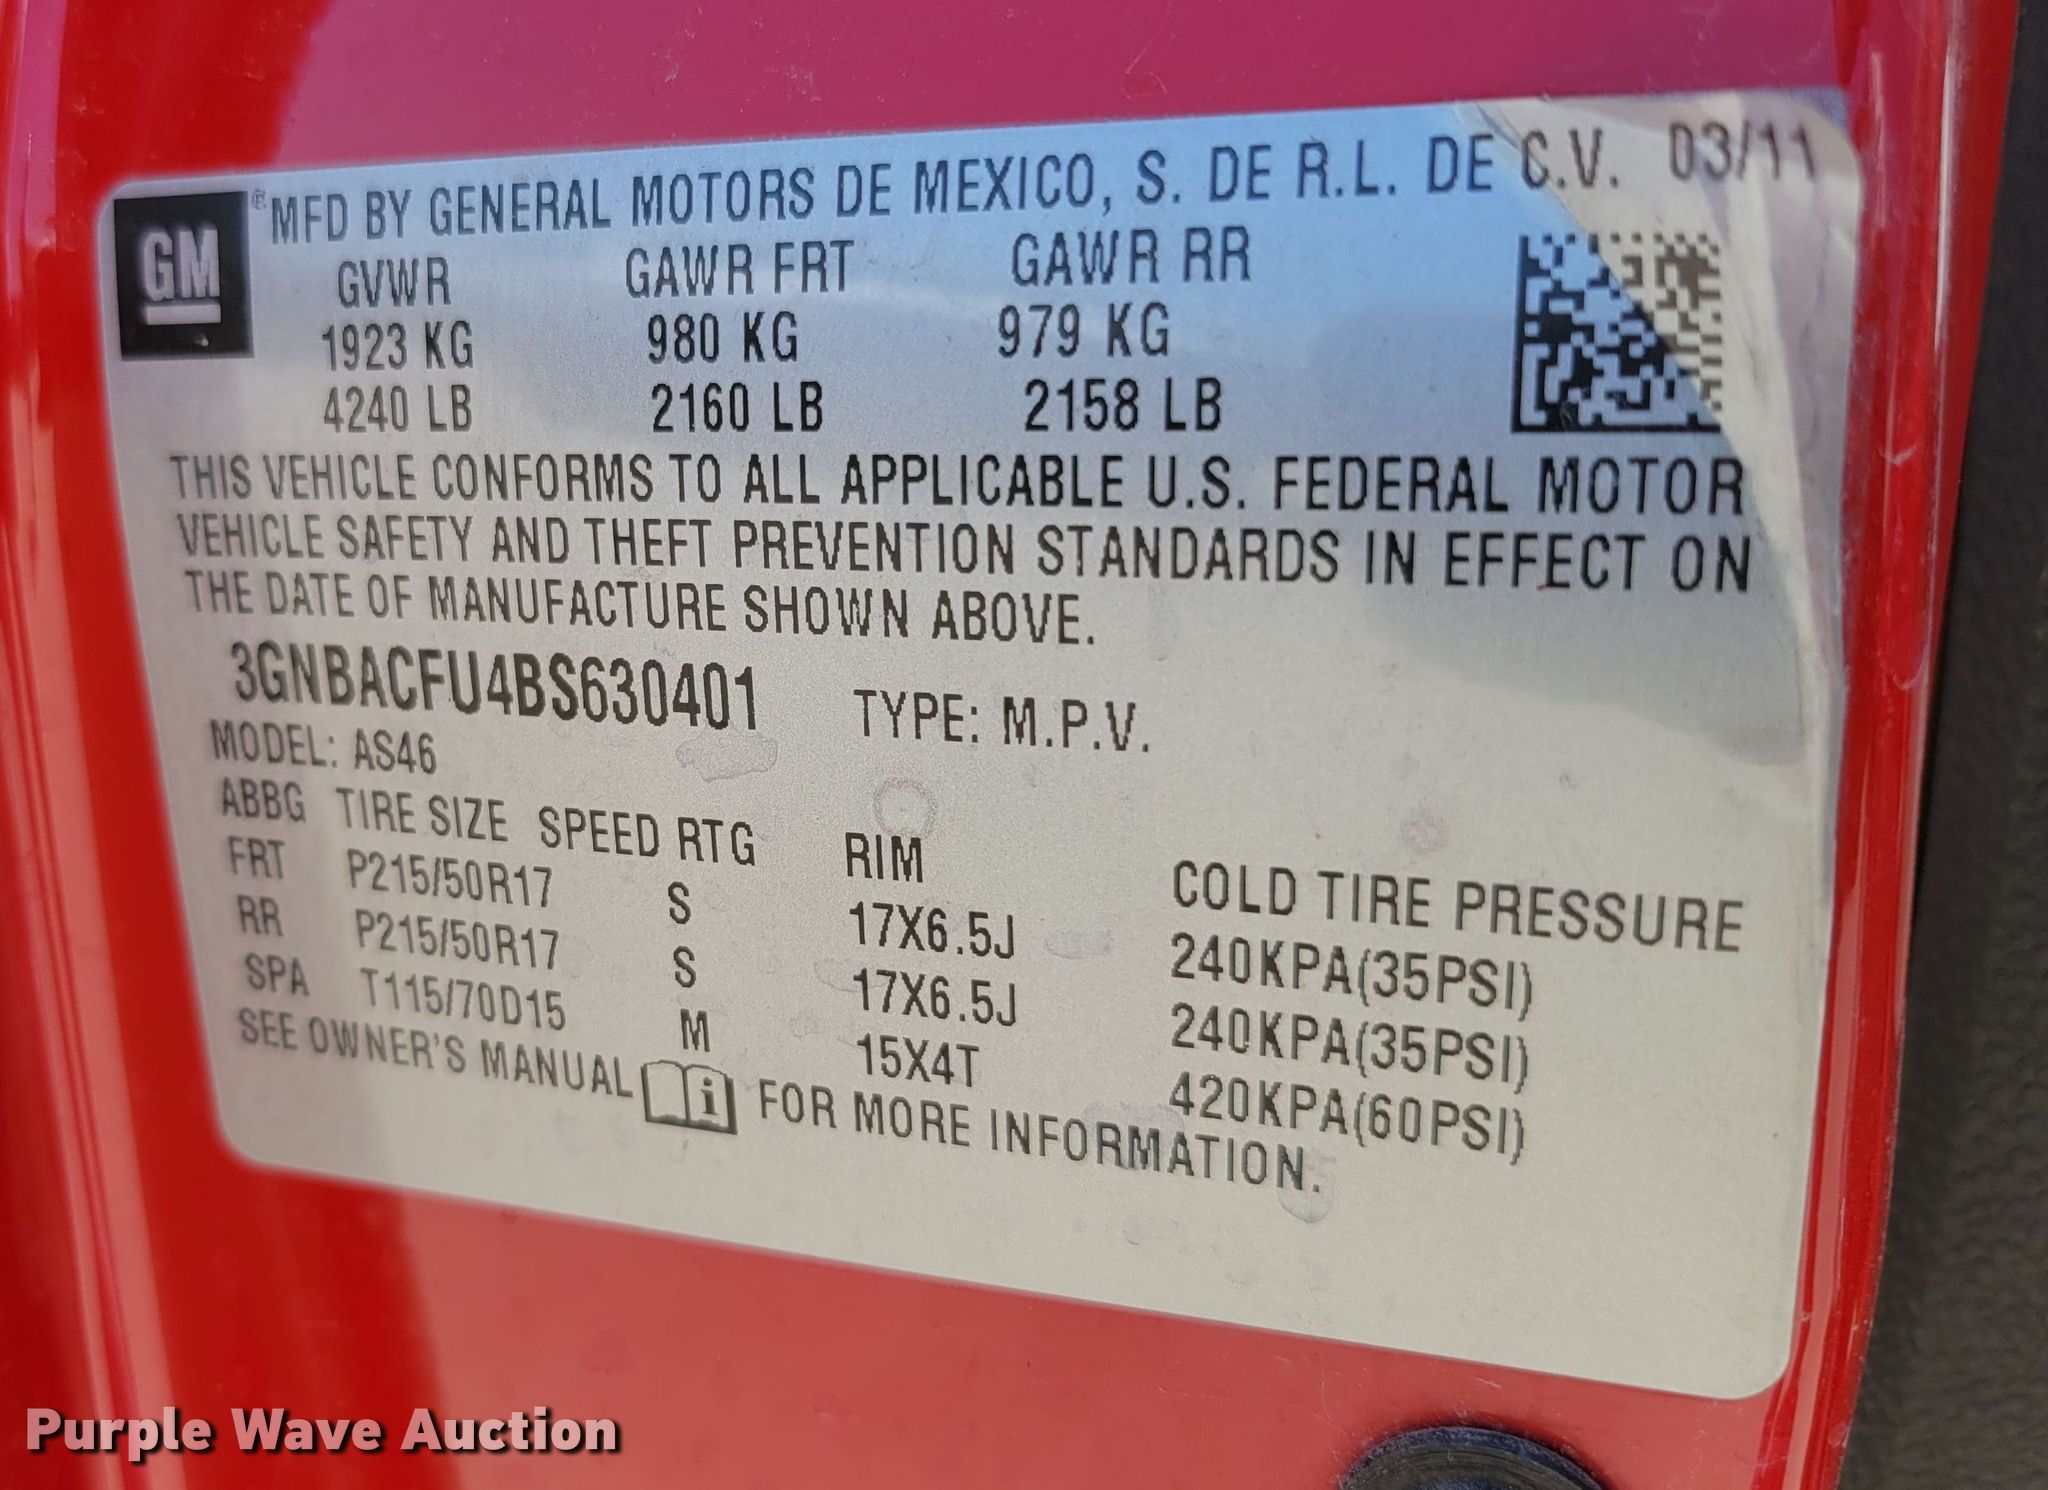 GM ® MFD BY GENERAL MOTORS DE MEXICO, S. DE R.L. DE C.V. 03/11
GVWR GAWR FRT GAWR RR
1923 KG 980 KG 979 KG
4240 LB 2160 LB 2158 LB
THIS VEHICLE CONFORMS TO ALL APPLICABLE U.S. FEDERAL MOTOR
VEHICLE SAFETY AND THEFT PREVENTION STANDARDS IN EFFECT ON
THE DATE OF MANUFACTURE SHOWN ABOVE.
3GNBACFU4BS630401 TYPE: M.P.V.
MODEL: AS46
ABBG TIRE SIZE SPEED RTG RIM COLD TIRE PRESSURE
FRT P215/50R17 S 17X6.5J 240KPA(35PSI)
RR P215/50R17 S 17X6.5J 240KPA(35PSI)
SPA T115/70D15 M 15X4T 420KPA(60PSI)
SEE OWNER'S MANUAL i FOR MORE INFORMATION.
Purple Wave Auction